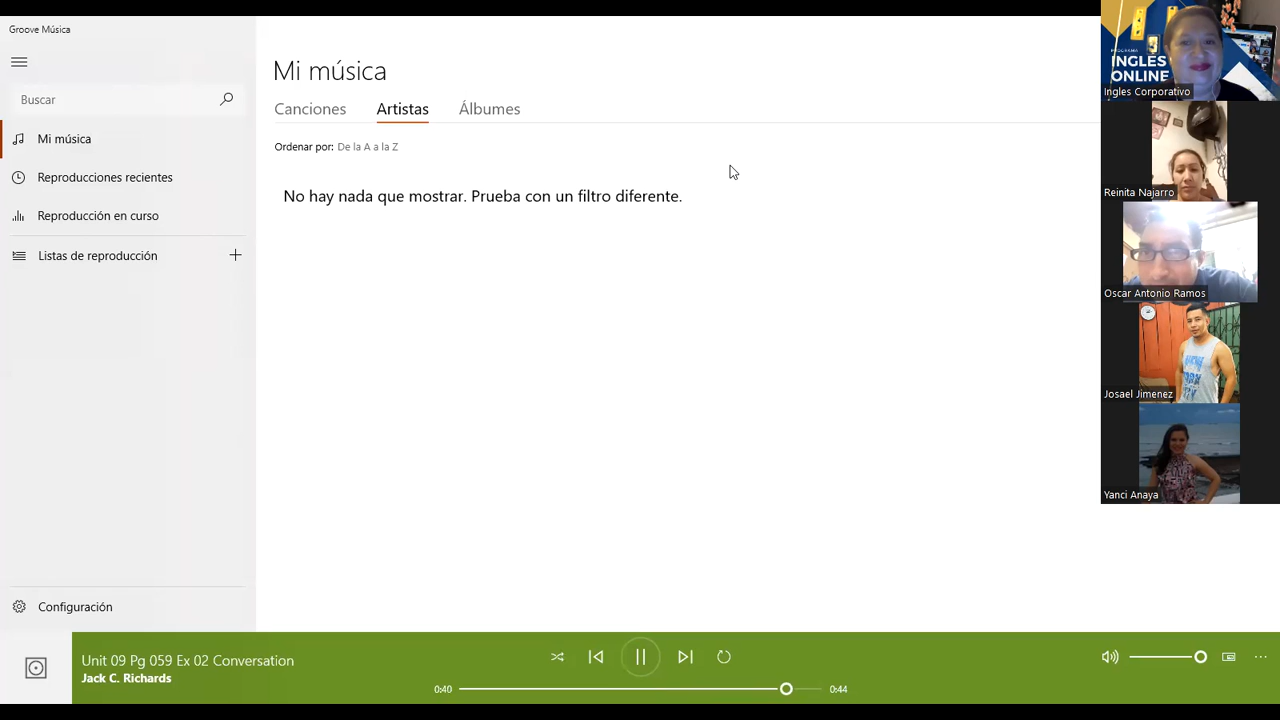 Groove Música
Buscar
Mi música
Reproducciones recientes
Reproducción en curso
Listas de reproducción
Configuración
Mi música
Canciones
Artistas
Álbumes
Ordenar por: De la A a la Z
No hay nada que mostrar. Prueba con un filtro diferente.
PROGRAMA
INGLÉS
ONLINE
Ingles Corporativo
Reinita Najarro
Oscar Antonio Ramos
Josael Jimenez
Yanci Anaya
Unit 09 Pg 059 Ex 02 Conversation
Jack C. Richards
0:40
0:44